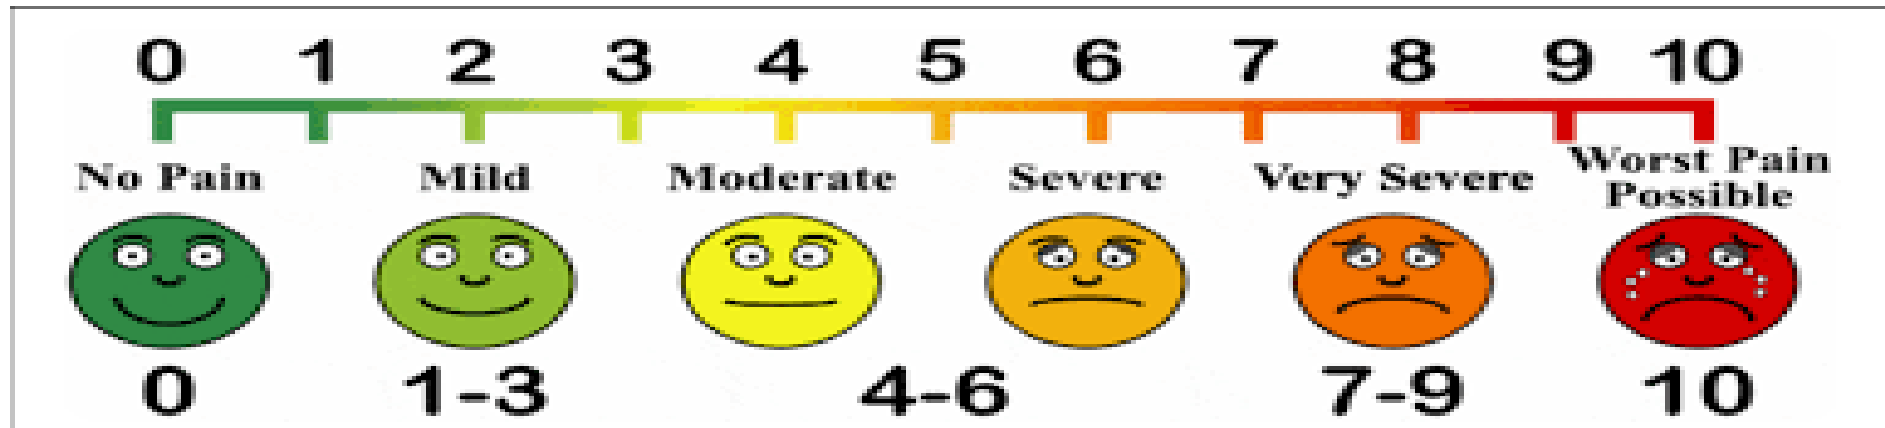 0 1 2 3 4 5 6 7 8 9 10
No Pain Mild Moderate Severe Very Severe Worst Pain Possible
0 1-3 4-6 7-9 10